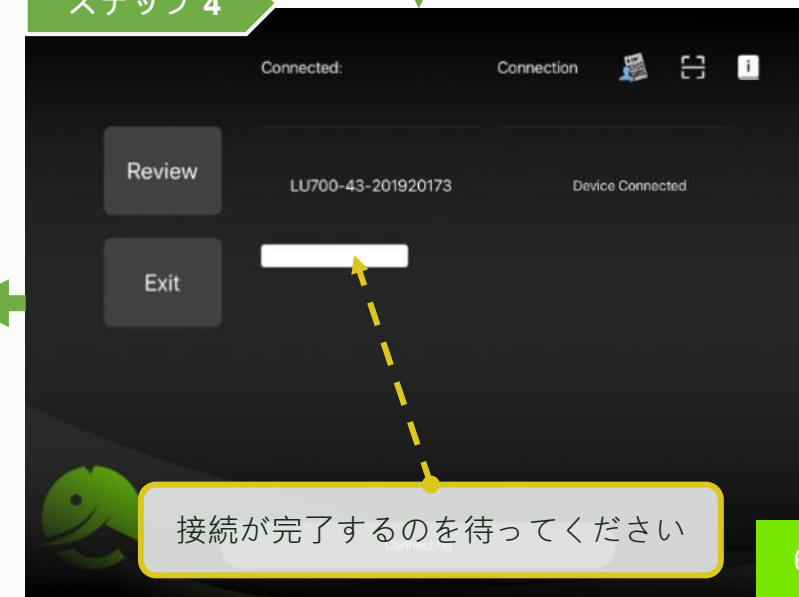 ステップ 4
Connected:
Connection
i
Review
LU700-43-201920173
Device Connected
Exit
接続が完了するのを待ってください
Connecting
6